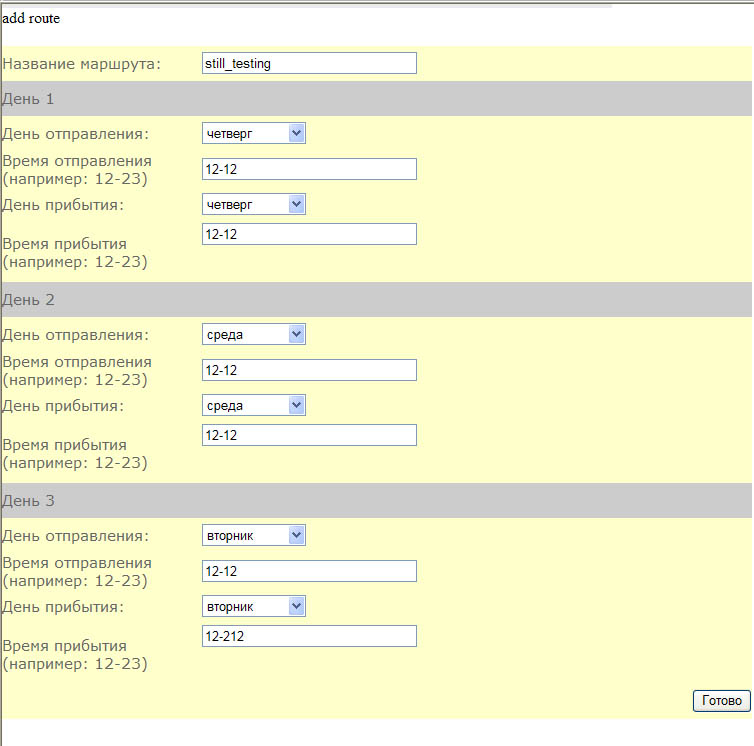 add route
Название маршрута: still_testing
День 1
День отправления: четверг
Время отправления
(например: 12-23) 12-12
День прибытия: четверг
12-12
Время прибытия
(например: 12-23)
День 2
День отправления: среда
Время отправления
(например: 12-23) 12-12
День прибытия: среда
12-12
Время прибытия
(например: 12-23)
День 3
День отправления: вторник
Время отправления
(например: 12-23) 12-12
День прибытия: вторник
12-212
Время прибытия
(например: 12-23)
Готово